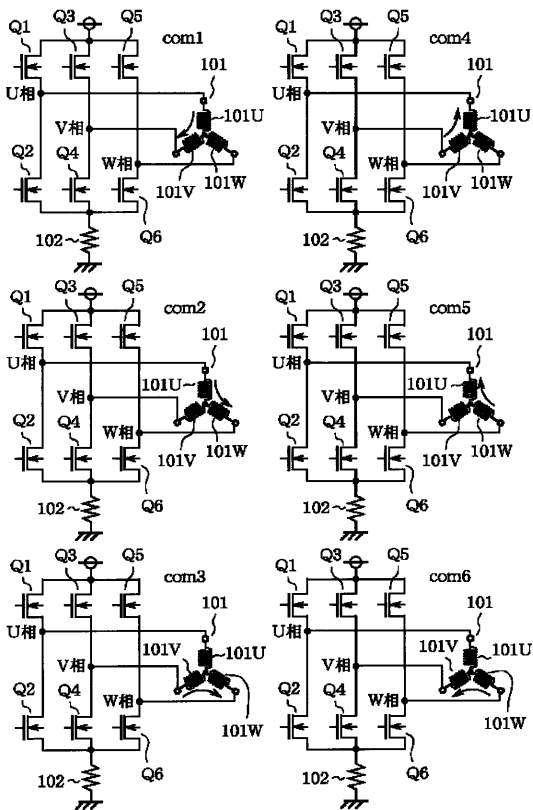 Q1 Q3 Q5 com1
101
U相
101U
V相
Q2 Q4 W相
101V 101W
102 Q6
Q1 Q3 Q5 com4
101
U相
101U
V相
Q2 Q4 W相
101V 101W
102 Q6
Q1 Q3 Q5 com2
101
U相
101U
V相
Q2 Q4 W相
101V 101W
102 Q6
Q1 Q3 Q5 com5
101
U相
101U
V相
Q2 Q4 W相
101V 101W
102 Q6
Q1 Q3 Q5 com3
101
U相
101V 101U
V相
Q2 Q4 W相
101W
102 Q6
Q1 Q3 Q5 com6
101
U相
101V 101U
V相
Q2 Q4 W相
101W
102 Q6